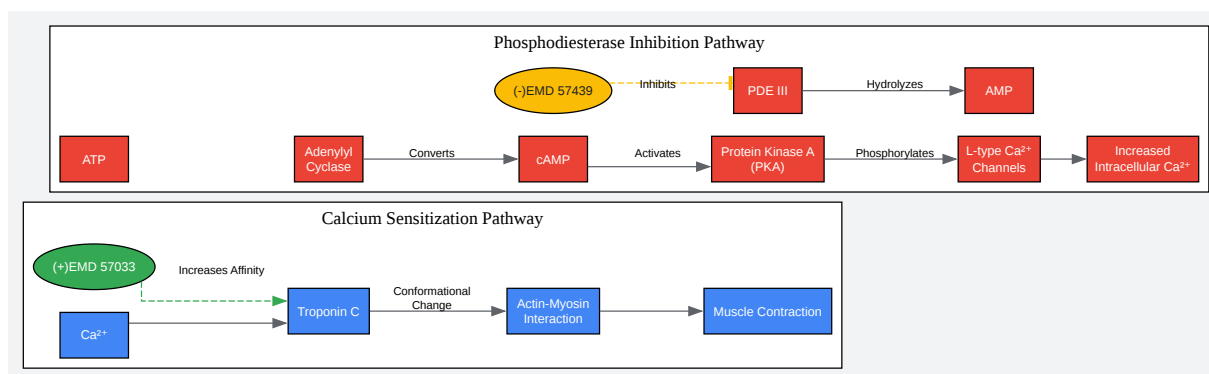 Phosphodiesterase Inhibition Pathway
(-)EMD 57439
Inhibits
PDE III
Hydrolyzes
AMP
ATP
Adenylyl
Cyclase
Converts
cAMP
Activates
Protein Kinase A
(PKA)
Phosphorylates
L-type Ca²⁺
Channels
Increased
Intracellular Ca²⁺
Calcium Sensitization Pathway
(+)EMD 57033
Increases Affinity
Ca²⁺
Troponin C
Conformational
Change
Actin-Myosin
Interaction
Muscle Contraction